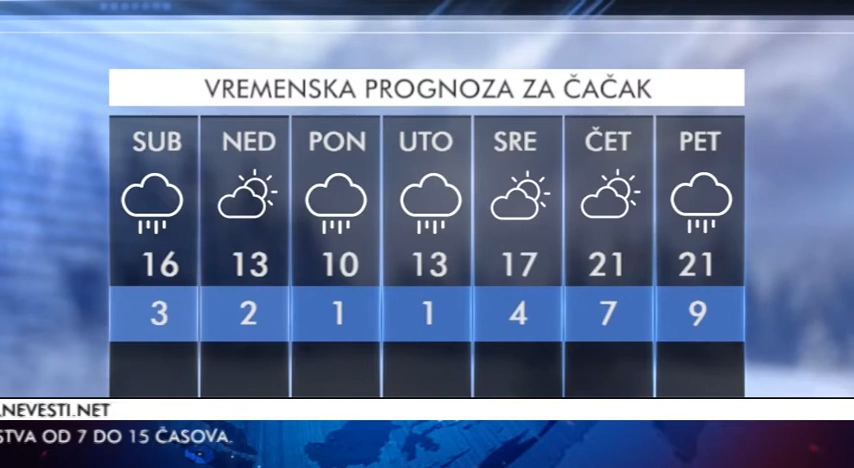 VREMENSKA PROGNOZA ZA ČAČAK
SUB NED PON UTO SRE ČET PET
16 13 10 13 17 21 21
3 2 1 1 4 7 9
NEVESTI.NET
OD 7 DO 15 ČASOVA.